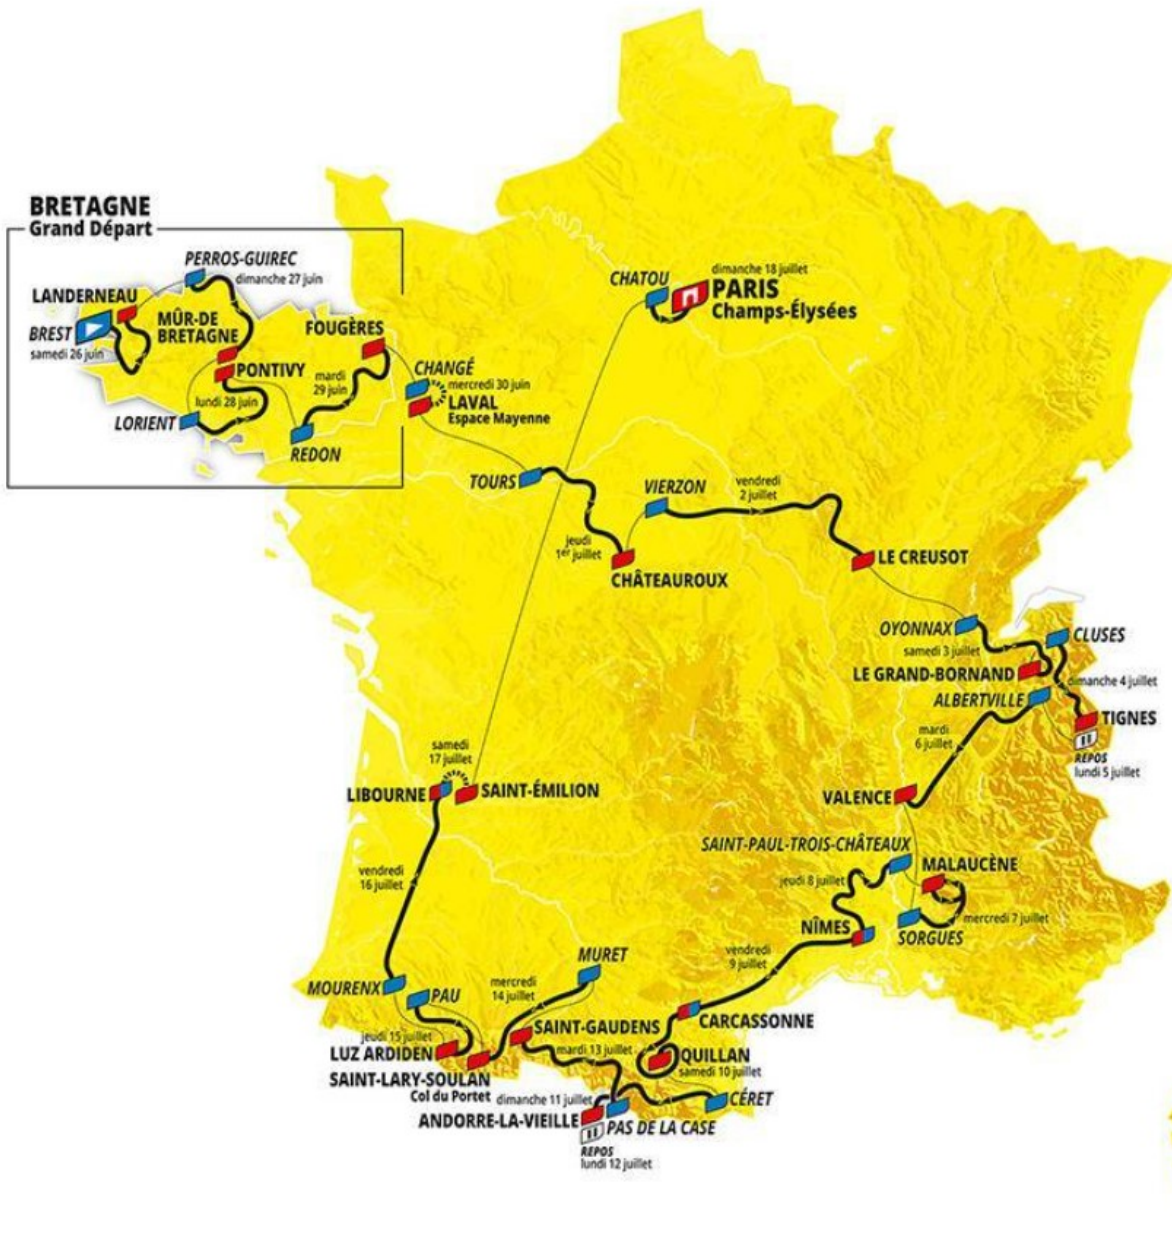 BRETAGNE
Grand Départ
PERROS-GUIREC
dimanche 27 juin
LANDERNEAU
BREST
samedi 26 juin
MÛR-DE
BRETAGNE
FOUGÈRES
PONTIVY
mardi
29 juin
lundi 28 juin
LORIENT
REDON
CHANGÉ
mercredi 30 juin
LAVAL
Espace Mayenne
CHATOU
dimanche 18 juillet
PARIS
Champs-Élysées
TOURS
VIERZON
vendredi
2 juillet
jeudi
1er juillet
CHÂTEAUROUX
LE CREUSOT
OYONNAX
samedi 3 juillet
CLUSES
LE GRAND-BORNAND
dimanche 4 juillet
ALBERTVILLE
TIGNES
REPOS
lundi 5 juillet
mardi
6 juillet
VALENCE
samedi
17 juillet
LIBOURNE
SAINT-ÉMILION
SAINT-PAUL-TROIS-CHÂTEAUX
jeudi 8 juillet
MALAUCÈNE
mercredi 7 juillet
SORGUES
NÎMES
vendredi
9 juillet
vendredi
16 juillet
MURET
mercredi
14 juillet
MOURENX
PAU
CARCASSONNE
SAINT-GAUDENS
jeudi 15 juillet
LUZ ARDIDEN
mardi 13 juillet
QUILLAN
samedi 10 juillet
SAINT-LARY-SOULAN
Col du Portet
dimanche 11 juillet
CÉRET
ANDORRE-LA-VIEILLE
PAS DE LA CASE
REPOS
lundi 12 juillet